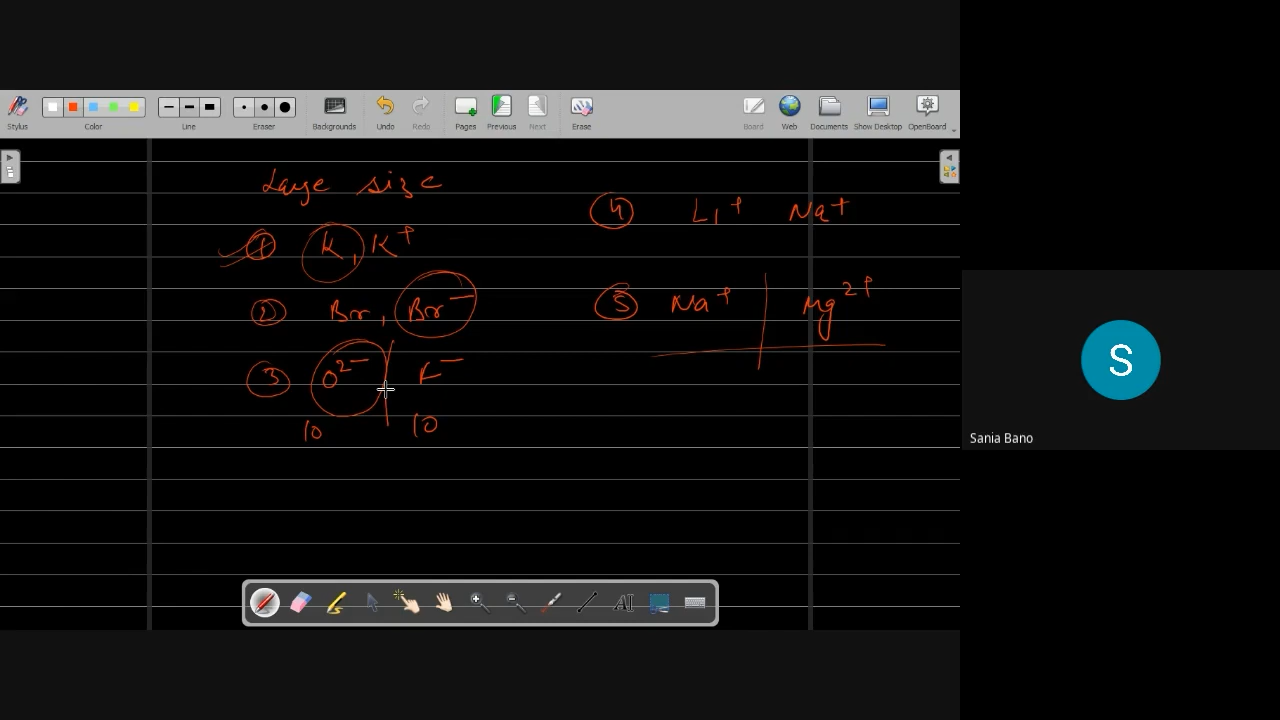 Stylus
Color
Line
Eraser
Backgrounds
Undo
Redo
Pages
Previous
Next
Erase
Board
Web
Documents
Show Desktop
OpenBoard
Large size
① K, K⁺
② Br, Br⁻
③ O²⁻ F⁻
10 10
④ Li⁺ Na⁺
⑤ Na⁺ Mg²⁺
AI
S
Sania Bano